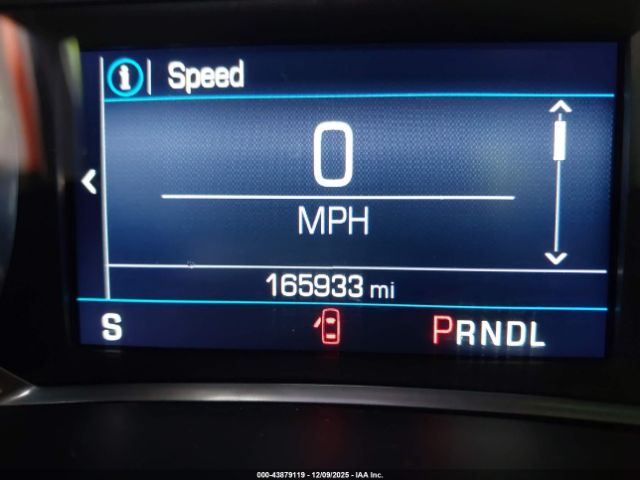 Speed
0
MPH
165933 mi
S
PRNDL
000-43879119 - 12/09/2025 - IAA Inc.